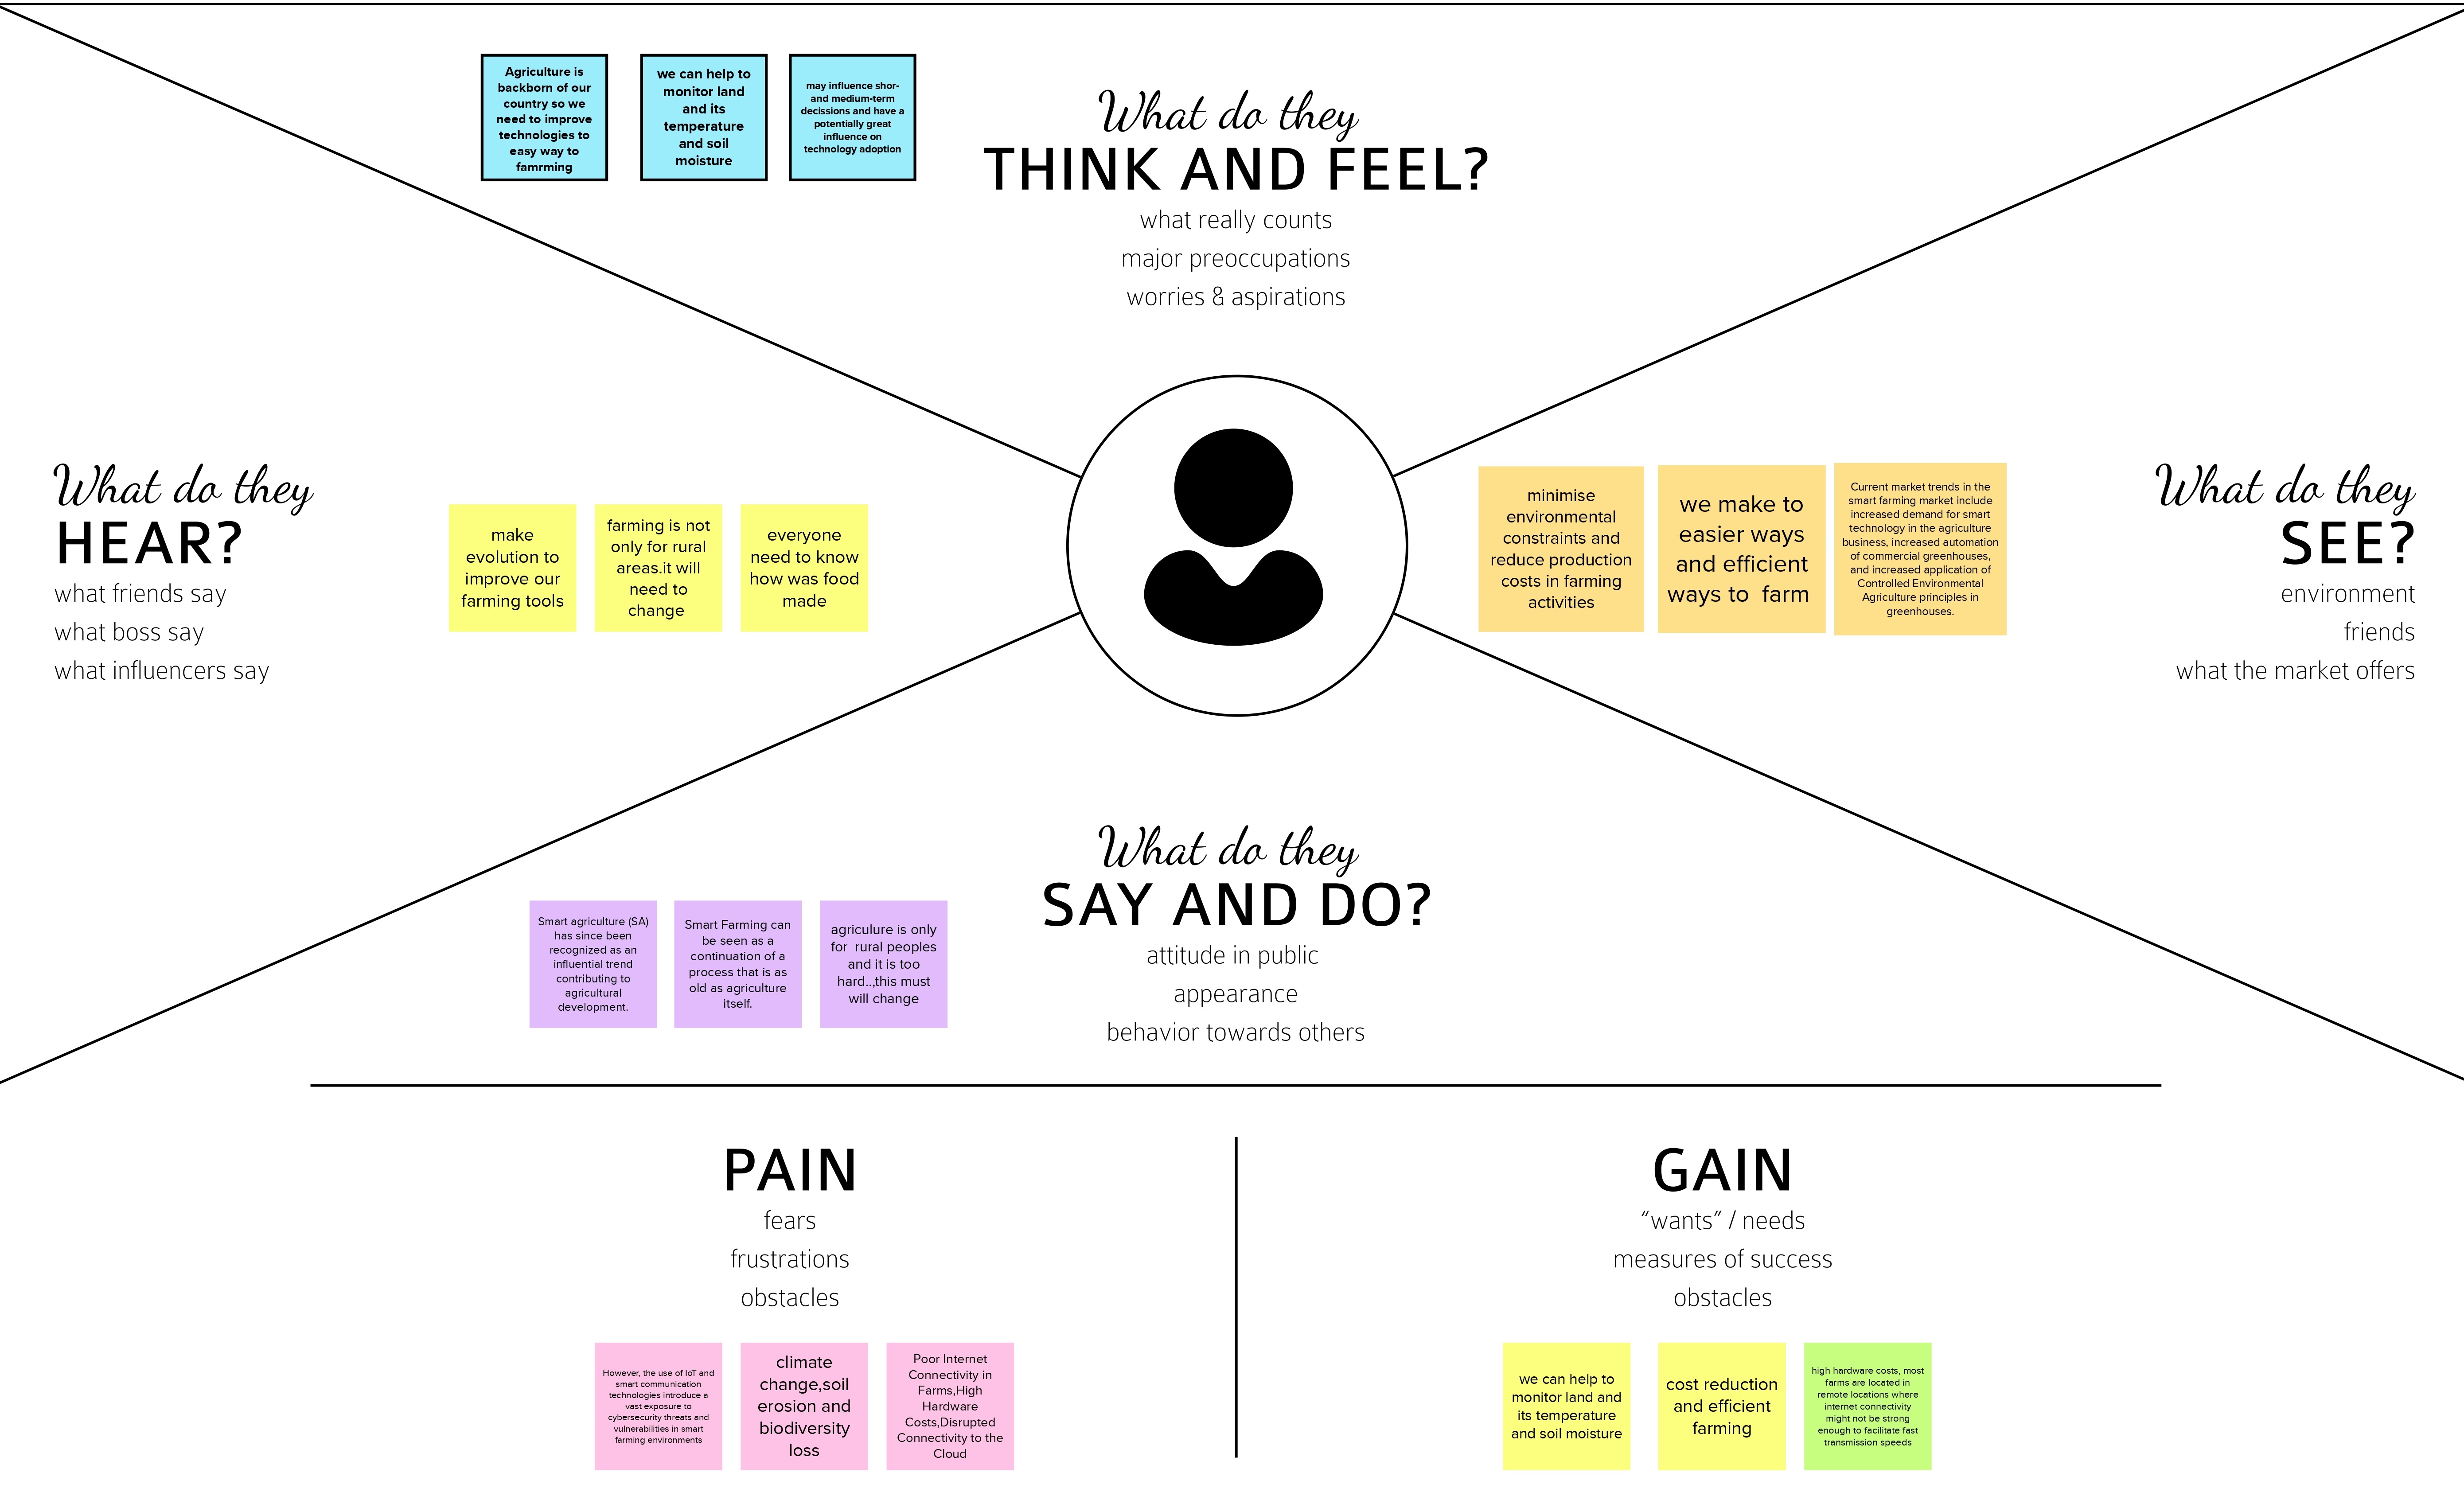 Agriculture is
backborn of our
country so we
need to improve
technologies to
easy way to
famrming
we can help to
monitor land
and its
temperature
and soil
moisture
may influence shor-
and medium-term
decissions and have a
potentially great
influence on
technology adoption
What do they
THINK AND FEEL?
what really counts
major preoccupations
worries & aspirations
What do they
HEAR?
what friends say
what boss say
what influencers say
make
evolution to
improve our
farming tools
farming is not
only for rural
areas.it will
need to
change
everyone
need to know
how was food
made
minimise
environmental
constraints and
reduce production
costs in farming
activities
we make to
easier ways
and efficient
ways to  farm
Current market trends in the
smart farming market include
increased demand for smart
technology in the agriculture
business, increased automation
of commercial greenhouses,
and increased application of
Controlled Environmental
Agriculture principles in
greenhouses.
What do they
SEE?
environment
friends
what the market offers
What do they
SAY AND DO?
attitude in public
appearance
behavior towards others
Smart agriculture (SA)
has since been
recognized as an
influential trend
contributing to
agricultural
development.
Smart Farming can
be seen as a
continuation of a
process that is as
old as agriculture
itself.
agriculure is only
for  rural peoples
and it is too
hard..,this must
will change
PAIN
fears
frustrations
obstacles
However, the use of IoT and
smart communication
technologies introduce a
vast exposure to
cybersecurity threats and
vulnerabilities in smart
farming environments
climate
change,soil
erosion and
biodiversity
loss
Poor Internet
Connectivity in
Farms,High
Hardware
Costs,Disrupted
Connectivity to the
Cloud
GAIN
“wants” / needs
measures of success
obstacles
we can help to
monitor land and
its temperature
and soil moisture
cost reduction
and efficient
farming
high hardware costs, most
farms are located in
remote locations where
internet connectivity
might not be strong
enough to facilitate fast
transmission speeds